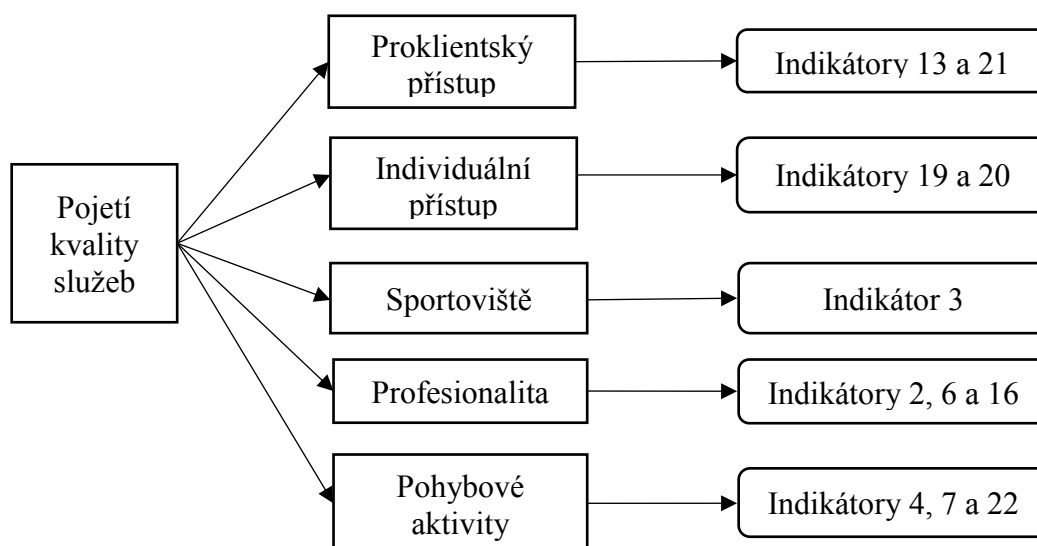 Proklientský
přístup
Indikátory 13 a 21
Individuální
přístup
Indikátory 19 a 20
Pojetí
kvality
služeb
Sportoviště
Indikátor 3
Profesionalita
Indikátory 2, 6 a 16
Pohybové
aktivity
Indikátory 4, 7 a 22